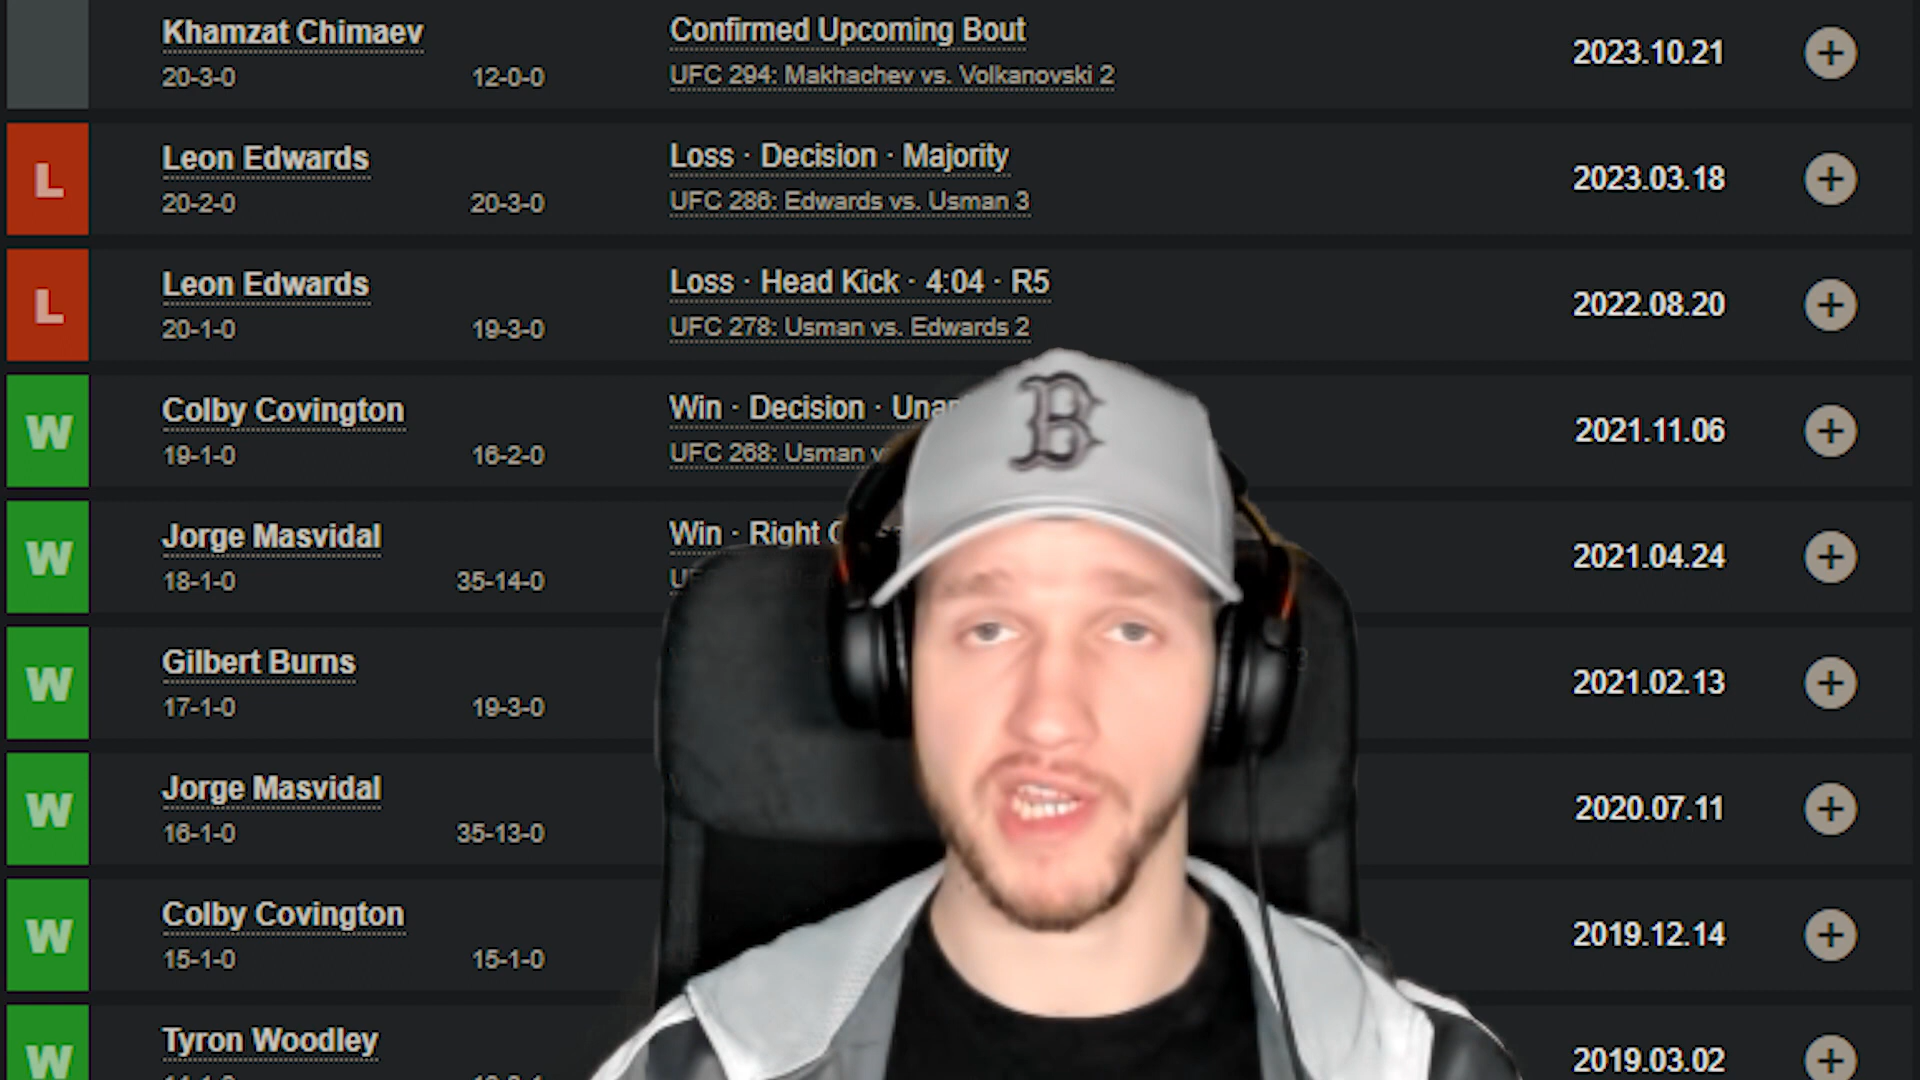 Khamzat Chimaev
Confirmed Upcoming Bout
2023.10.21
20-3-0
12-0-0
UFC 294: Makhachev vs. Volkanovski 2
L
Leon Edwards
Loss · Decision · Majority
2023.03.18
20-2-0
20-3-0
UFC 286: Edwards vs. Usman 3
L
Leon Edwards
Loss · Head Kick · 4:04 · R5
2022.08.20
20-1-0
19-3-0
UFC 278: Usman vs. Edwards 2
W
Colby Covington
Win · Decision ·
2021.11.06
19-1-0
16-2-0
UFC 268: Usman
B
W
Jorge Masvidal
Win · Right
2021.04.24
18-1-0
35-14-0
W
Gilbert Burns
2021.02.13
17-1-0
19-3-0
W
Jorge Masvidal
2020.07.11
16-1-0
35-13-0
W
Colby Covington
2019.12.14
15-1-0
15-1-0
W
Tyron Woodley
2019.03.02